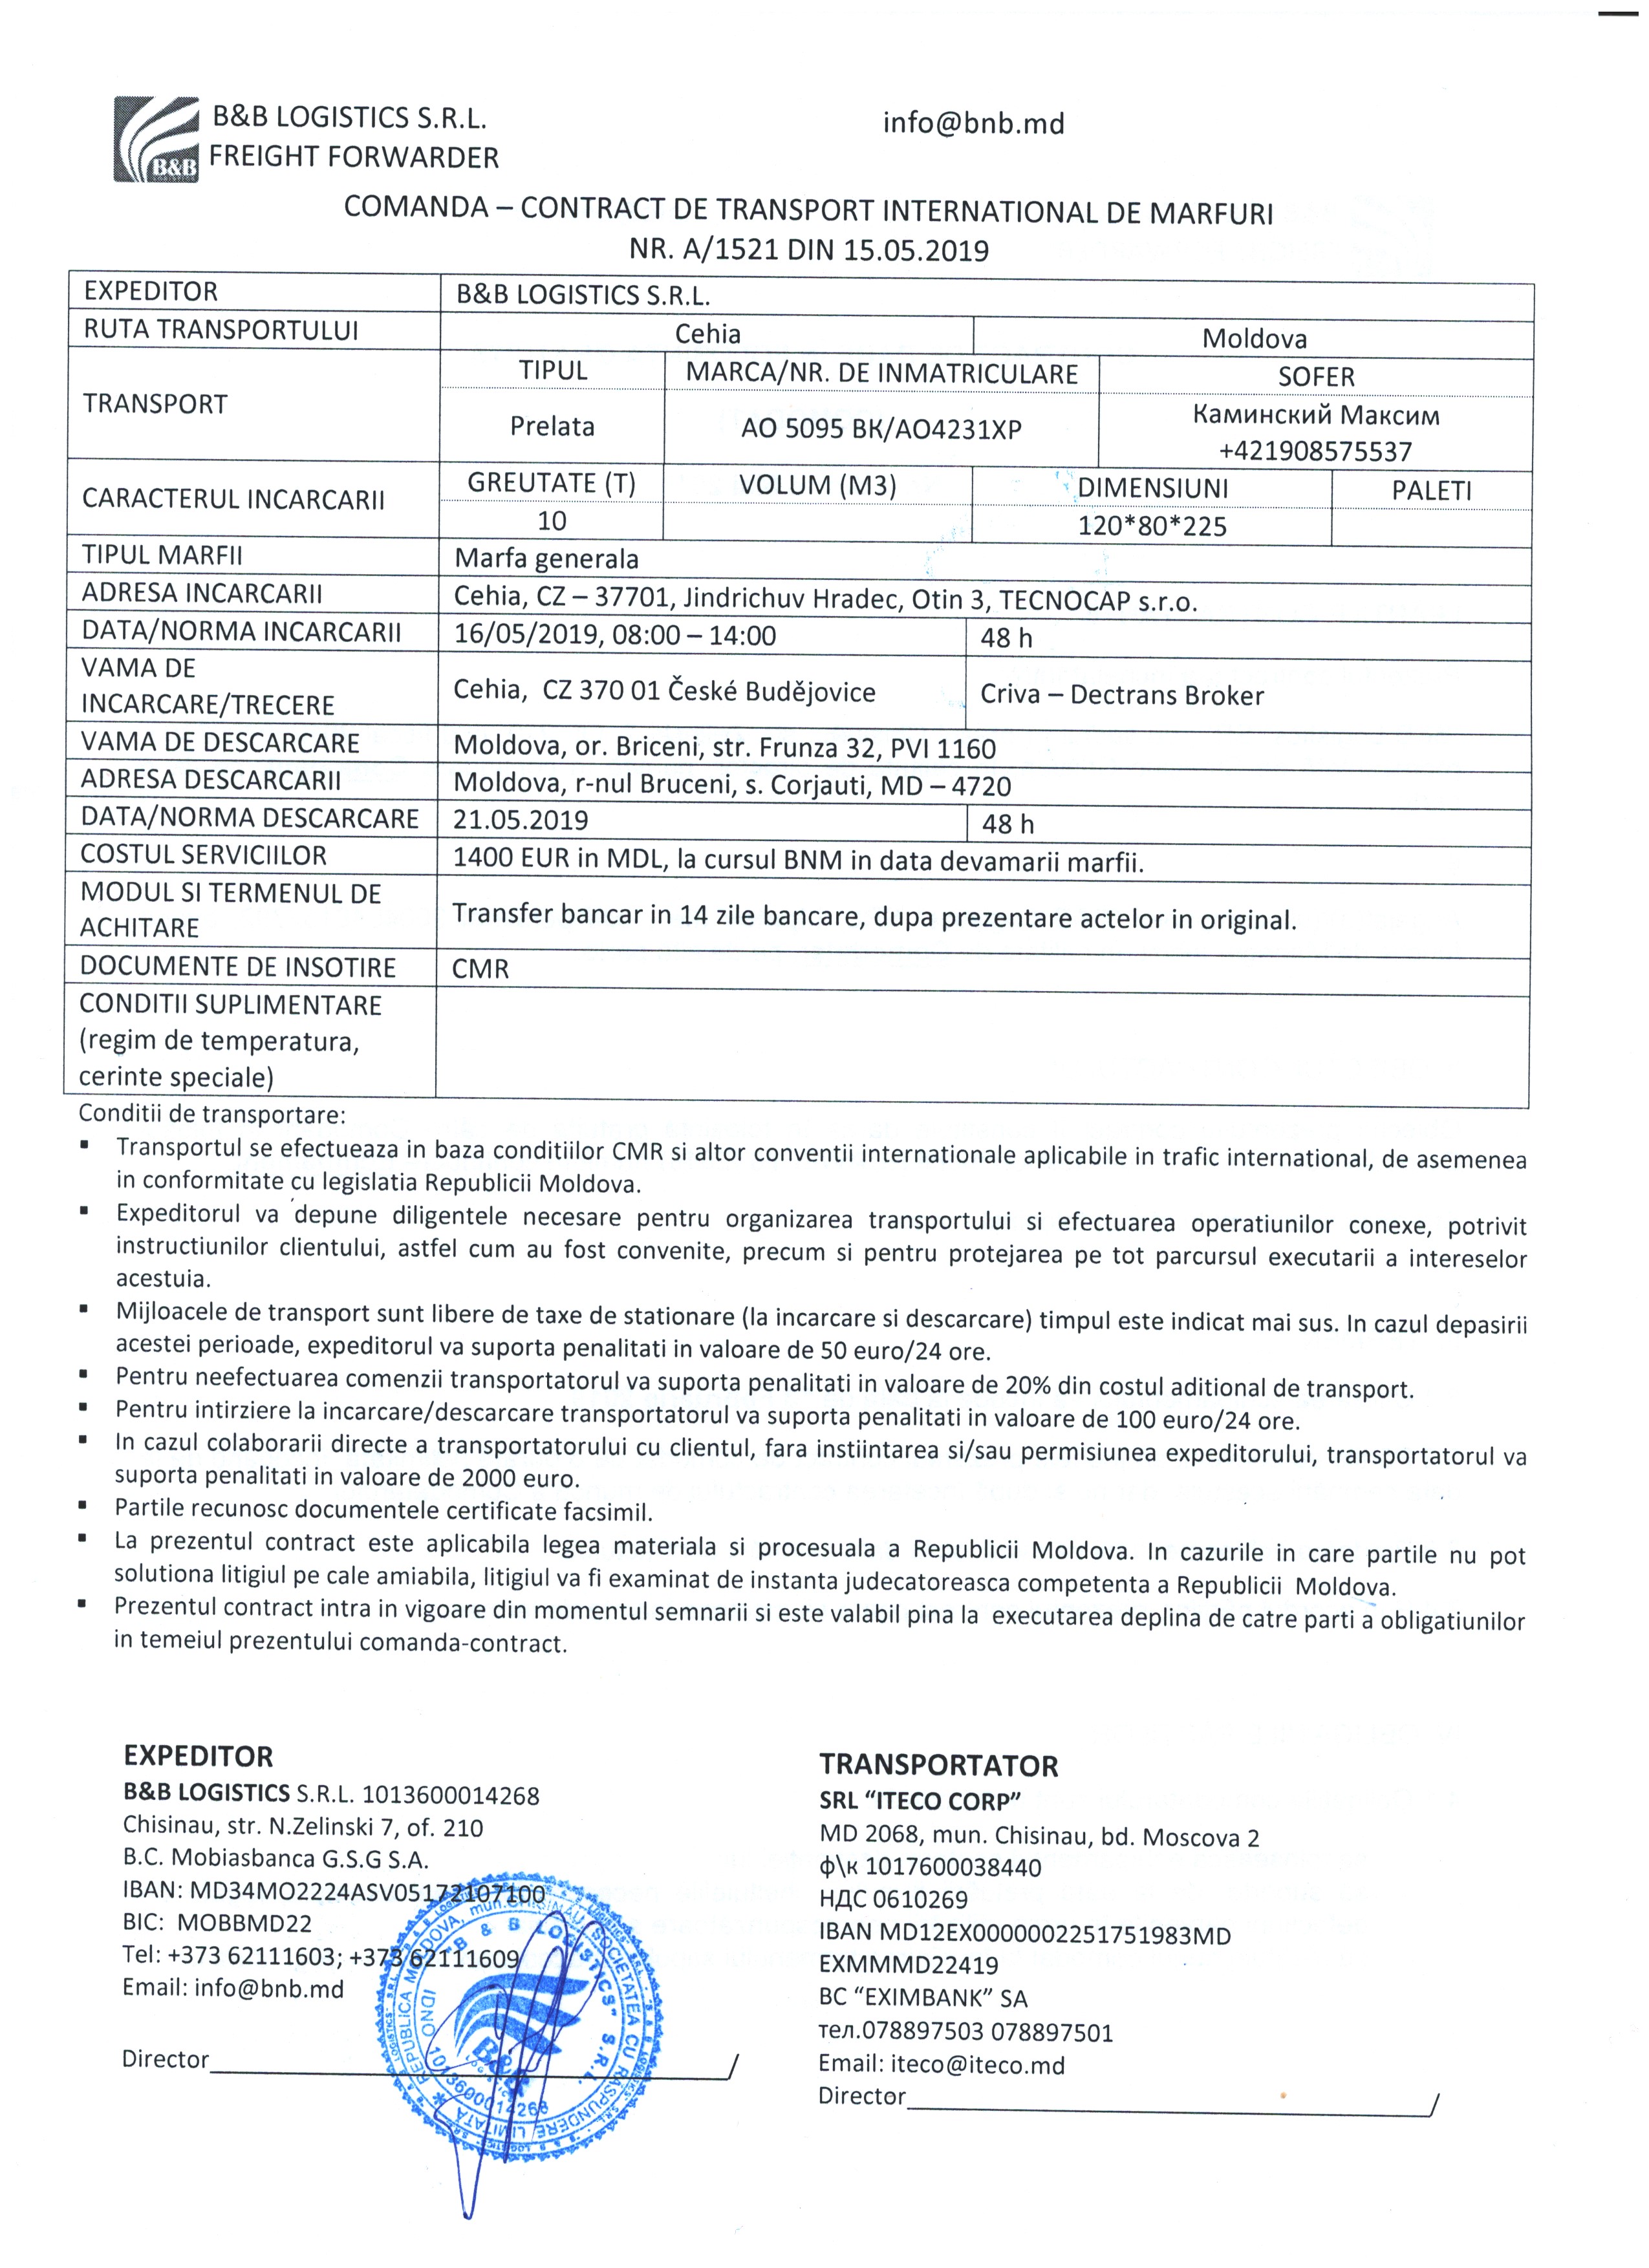 B&B LOGISTICS S.R.L.
info@bnb.md
B&B
FREIGHT FORWARDER
COMANDA – CONTRACT DE TRANSPORT INTERNATIONAL DE MARFURI
NR. A/1521 DIN 15.05.2019
EXPEDITOR B&B LOGISTICS S.R.L.
RUTA TRANSPORTULUI Cehia Moldova
TRANSPORT
TIPUL MARCA/NR. DE INMATRICULARE SOFER
Prelata AO 5095 BK/AO4231XP Каминский Максим
+421908575537
CARACTERUL INCARCARII
GREUTATE (T) VOLUM (M3) DIMENSIUNI PALETI
10 120*80*225
TIPUL MARFII Marfa generala
ADRESA INCARCARII Cehia, CZ – 37701, Jindrichuv Hradec, Otin 3, TECNOCAP s.r.o.
DATA/NORMA INCARCARII 16/05/2019, 08:00 – 14:00 48 h
VAMA DE
INCARCARE/TRECERE Cehia, CZ 370 01 České Budějovice Criva – Dectrans Broker
VAMA DE DESCARCARE Moldova, or. Briceni, str. Frunza 32, PVI 1160
ADRESA DESCARCARII Moldova, r-nul Bruceni, s. Corjauti, MD – 4720
DATA/NORMA DESCARCARE 21.05.2019 48 h
COSTUL SERVICIILOR 1400 EUR in MDL, la cursul BNM in data devamarii marfii.
MODUL SI TERMENUL DE
ACHITARE Transfer bancar in 14 zile bancare, dupa prezentare actelor in original.
DOCUMENTE DE INSOTIRE CMR
CONDITII SUPLIMENTARE
(regim de temperatura,
cerinte speciale)
Conditii de transportare:
▪ Transportul se efectueaza in baza conditiilor CMR si altor conventii internationale aplicabile in trafic international, de asemenea
in conformitate cu legislatia Republicii Moldova.
▪ Expeditorul va depune diligentele necesare pentru organizarea transportului si efectuarea operatiunilor conexe, potrivit
instructiunilor clientului, astfel cum au fost convenite, precum si pentru protejarea pe tot parcursul executarii a intereselor
acestuia.
▪ Mijloacele de transport sunt libere de taxe de stationare (la incarcare si descarcare) timpul este indicat mai sus. In cazul depasirii
acestei perioade, expeditorul va suporta penalitati in valoare de 50 euro/24 ore.
▪ Pentru neefectuarea comenzii transportatorul va suporta penalitati in valoare de 20% din costul aditional de transport.
▪ Pentru intirziere la incarcare/descarcare transportatorul va suporta penalitati in valoare de 100 euro/24 ore.
▪ In cazul colaborarii directe a transportatorului cu clientul, fara instiintarea si/sau permisiunea expeditorului, transportatorul va
suporta penalitati in valoare de 2000 euro.
▪ Partile recunosc documentele certificate facsimil.
▪ La prezentul contract este aplicabila legea materiala si procesuala a Republicii Moldova. In cazurile in care partile nu pot
solutiona litigiul pe cale amiabila, litigiul va fi examinat de instanta judecatoreasca competenta a Republicii Moldova.
▪ Prezentul contract intra in vigoare din momentul semnarii si este valabil pina la executarea deplina de catre parti a obligatiunilor
in temeiul prezentului comanda-contract.
EXPEDITOR
B&B LOGISTICS S.R.L. 1013600014268
Chisinau, str. N.Zelinski 7, of. 210
B.C. Mobiasbanca G.S.G S.A.
IBAN: MD34MO2224ASV05172107100
BIC: MOBBMD22
Tel: +373 62111603; +373 62111609
Email: info@bnb.md
Director /
REPUBLICA MOLDOVA, mun.CHISINAU, SOCIETATEA CU RASPUNDERE LIMITATĂ
"B & B LOGISTICS" S.R.L.
IDNO 1013600014268
B&B
TRANSPORTATOR
SRL “ITECO CORP”
MD 2068, mun. Chisinau, bd. Moscova 2
ф\к 1017600038440
НДС 0610269
IBAN MD12EX0000002251751983MD
EXMMMD22419
BC “EXIMBANK” SA
тел.078897503 078897501
Email: iteco@iteco.md
Director /